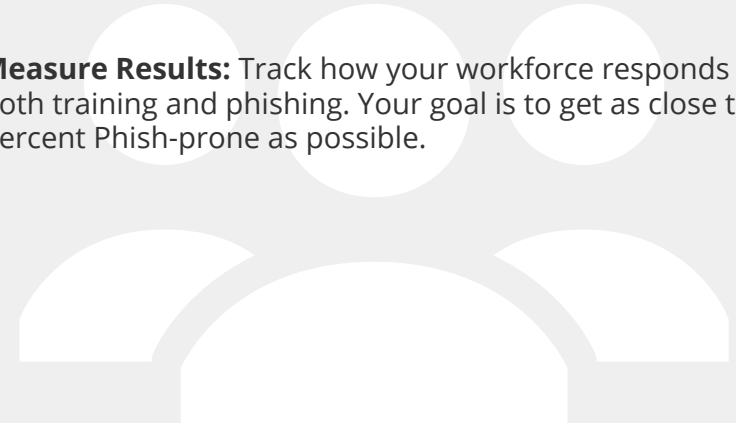 Measure Results: Track how your workforce responds
oth training and phishing. Your goal is to get as close t
ercent Phish-prone as possible.